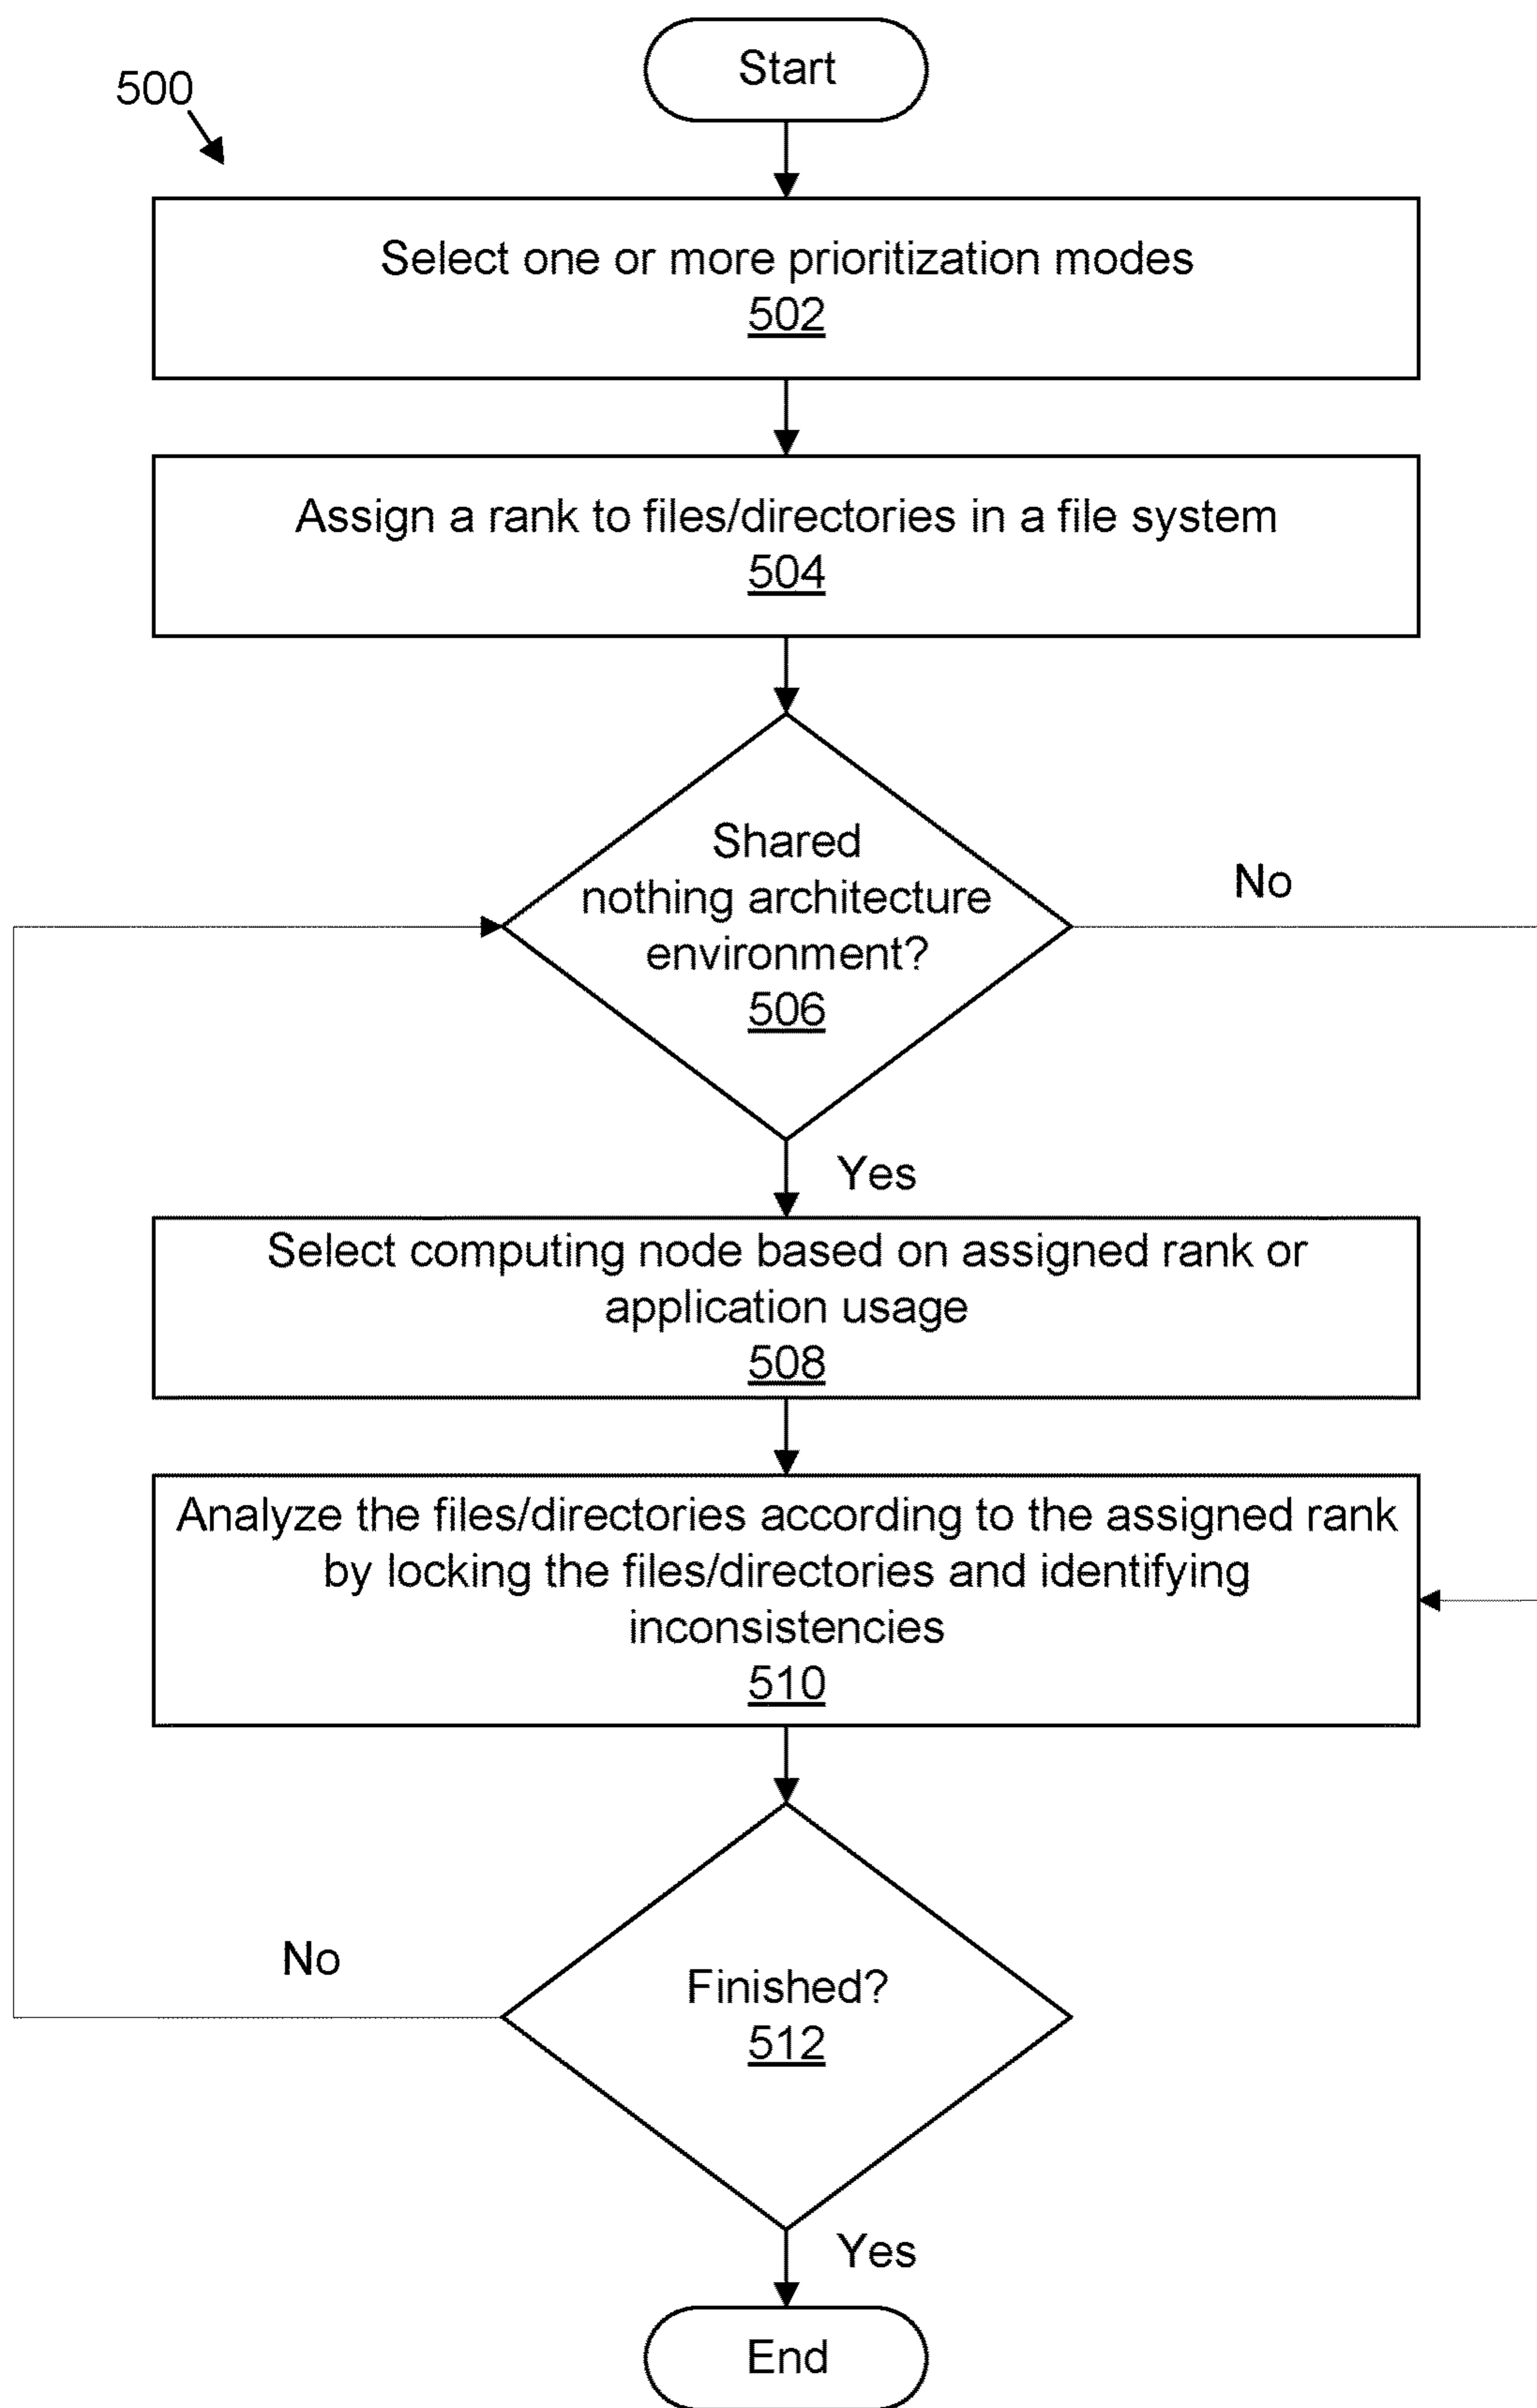 Start
500
Select one or more prioritization modes
502
Assign a rank to files/directories in a file system
504
Shared
nothing architecture
environment?
506
No
Yes
Select computing node based on assigned rank or
application usage
508
Analyze the files/directories according to the assigned rank
by locking the files/directories and identifying
inconsistencies
510
No
Finished?
512
Yes
End